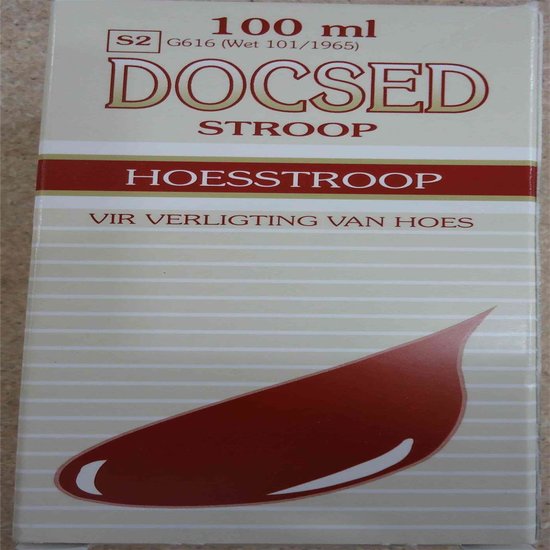 100 ml
S2 G616 (Wet 101/1965)
DOCSED
STROOP
HOESSTROOP
VIR VERLIGTING VAN HOES